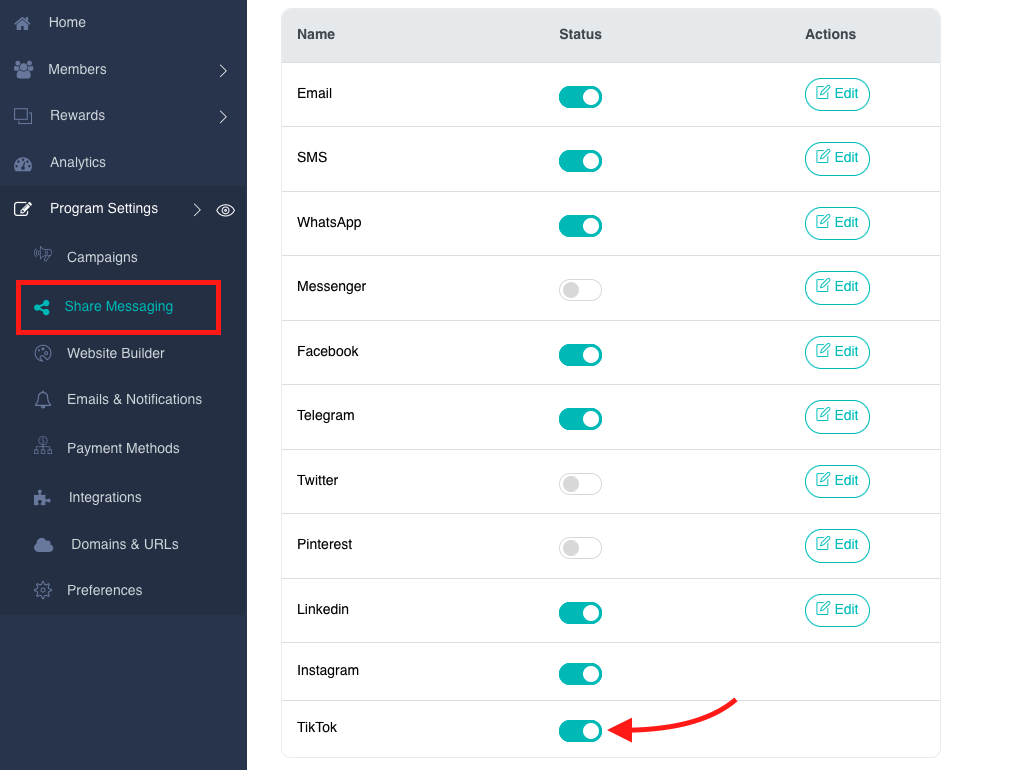 Home
Members
Rewards
Analytics
Program Settings
Campaigns
Share Messaging
Website Builder
Emails & Notifications
Payment Methods
Integrations
Domains & URLs
Preferences
Name Status Actions
Email Edit
SMS Edit
WhatsApp Edit
Messenger Edit
Facebook Edit
Telegram Edit
Twitter Edit
Pinterest Edit
Linkedin Edit
Instagram
TikTok